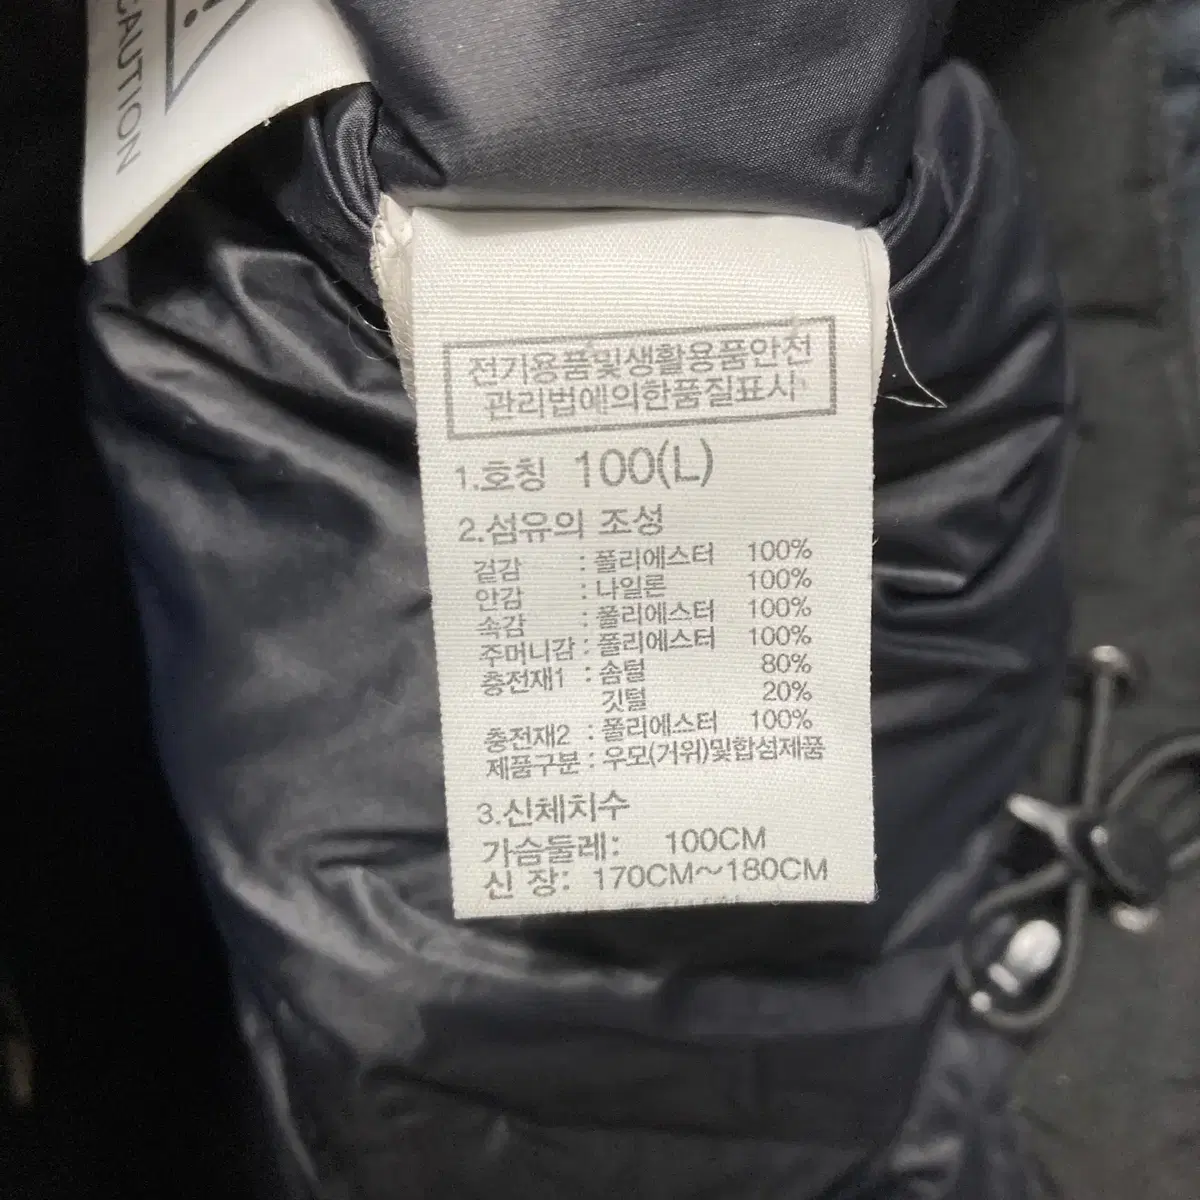 CAUTION
전기용품및생활용품안전
관리법에의한품질표시
1.호칭 100(L)
2.섬유의 조성
겉감 : 폴리에스터 100%
안감 : 나일론 100%
속감 : 폴리에스터 100%
주머니감 : 폴리에스터 100%
충전재1 : 솜털 80%
깃털 20%
충전재2 : 폴리에스터 100%
제품구분 : 우모(거위)및합섬제품
3.신체치수
가슴둘레: 100CM
신 장: 170CM~180CM